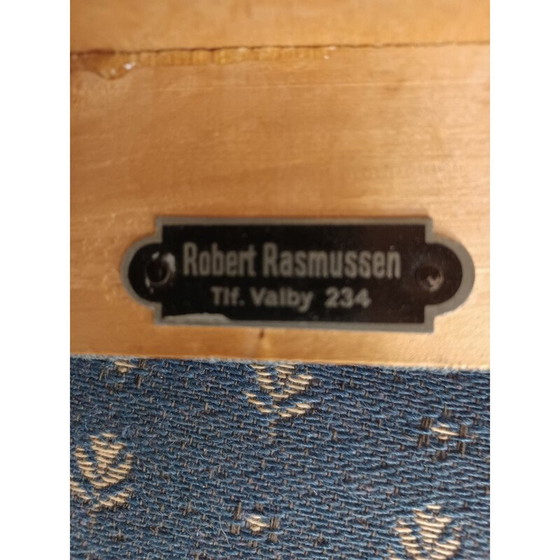 Robert Rasmussen
Tlf. Valby 234